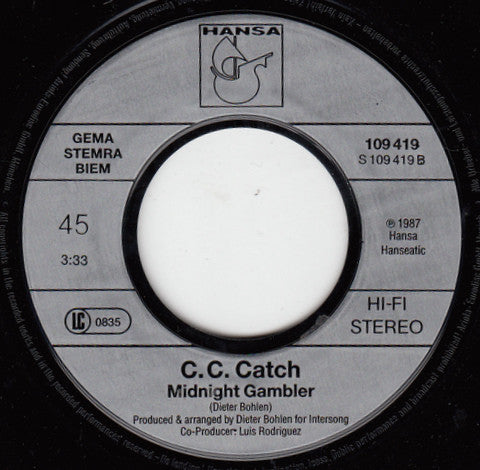 HANSA
GEMA
STEMRA
BIEM
109 419
S 109 419 B
45
3:33
℗ 1987
Hansa
Hanseatic
LC 0835
HI-FI
STEREO
C.C. Catch
Midnight Gambler
(Dieter Bohlen)
Produced & arranged by Dieter Bohlen for Intersong
Co-Producer: Luis Rodriguez